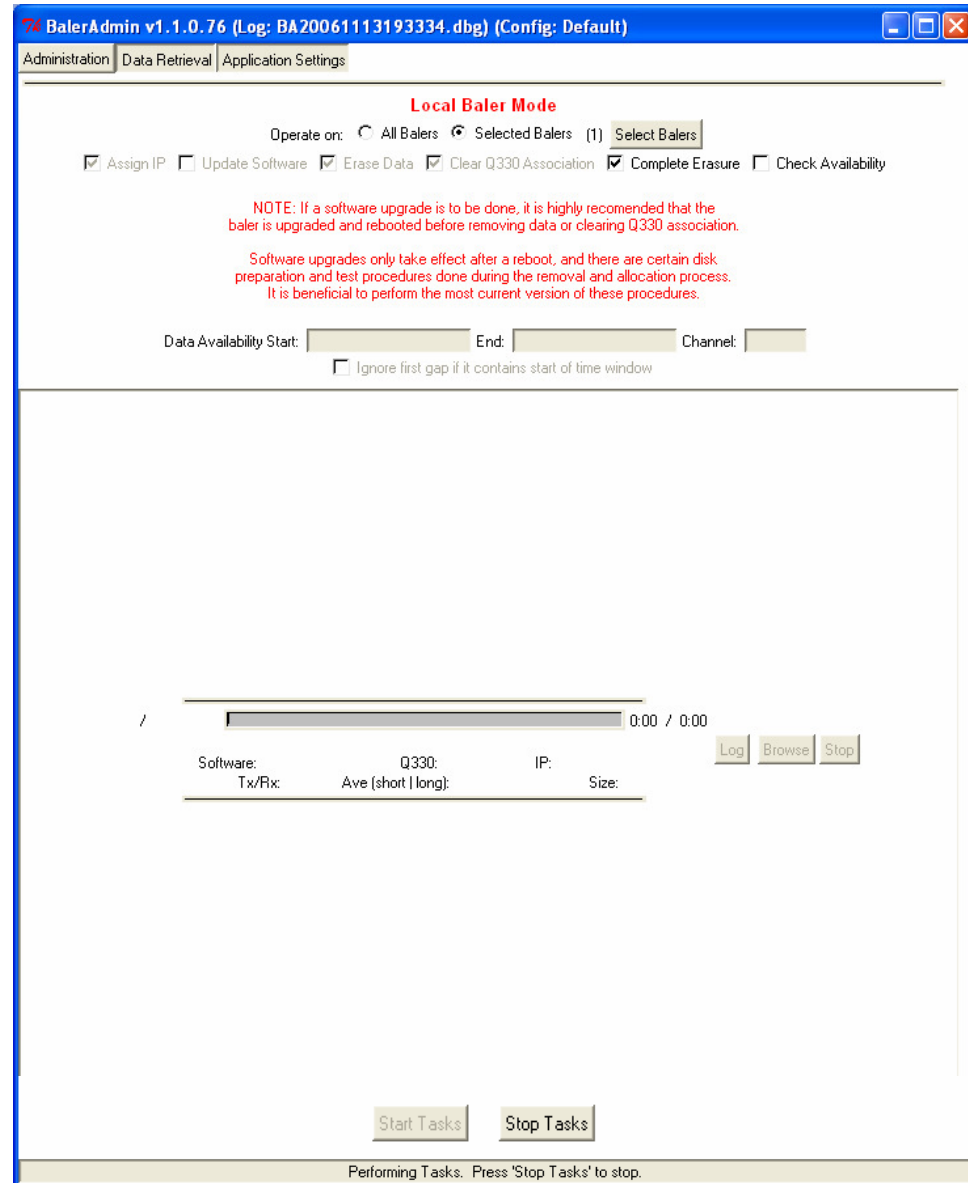 7% BalerAdmin v1.1.0.76 (Log: BA20061113193334.dbg) (Config: Default)
Administration Data Retrieval Application Settings
Local Baler Mode
Operate on: All Balers Selected Balers (1) Select Balers
Assign IP Update Software Erase Data Clear Q330 Association Complete Erasure Check Availability
NOTE: If a software upgrade is to be done, it is highly recomended that the
baler is upgraded and rebooted before removing data or clearing Q330 association.
Software upgrades only take effect after a reboot, and there are certain disk
preparation and test procedures done during the removal and allocation process.
It is beneficial to perform the most current version of these procedures.
Data Availability Start: End: Channel:
Ignore first gap if it contains start of time window
/ 0:00 / 0:00
Log Browse Stop
Software: Q330: IP:
Tx/Rx: Ave (short | long): Size:
Start Tasks Stop Tasks
Performing Tasks. Press 'Stop Tasks' to stop.